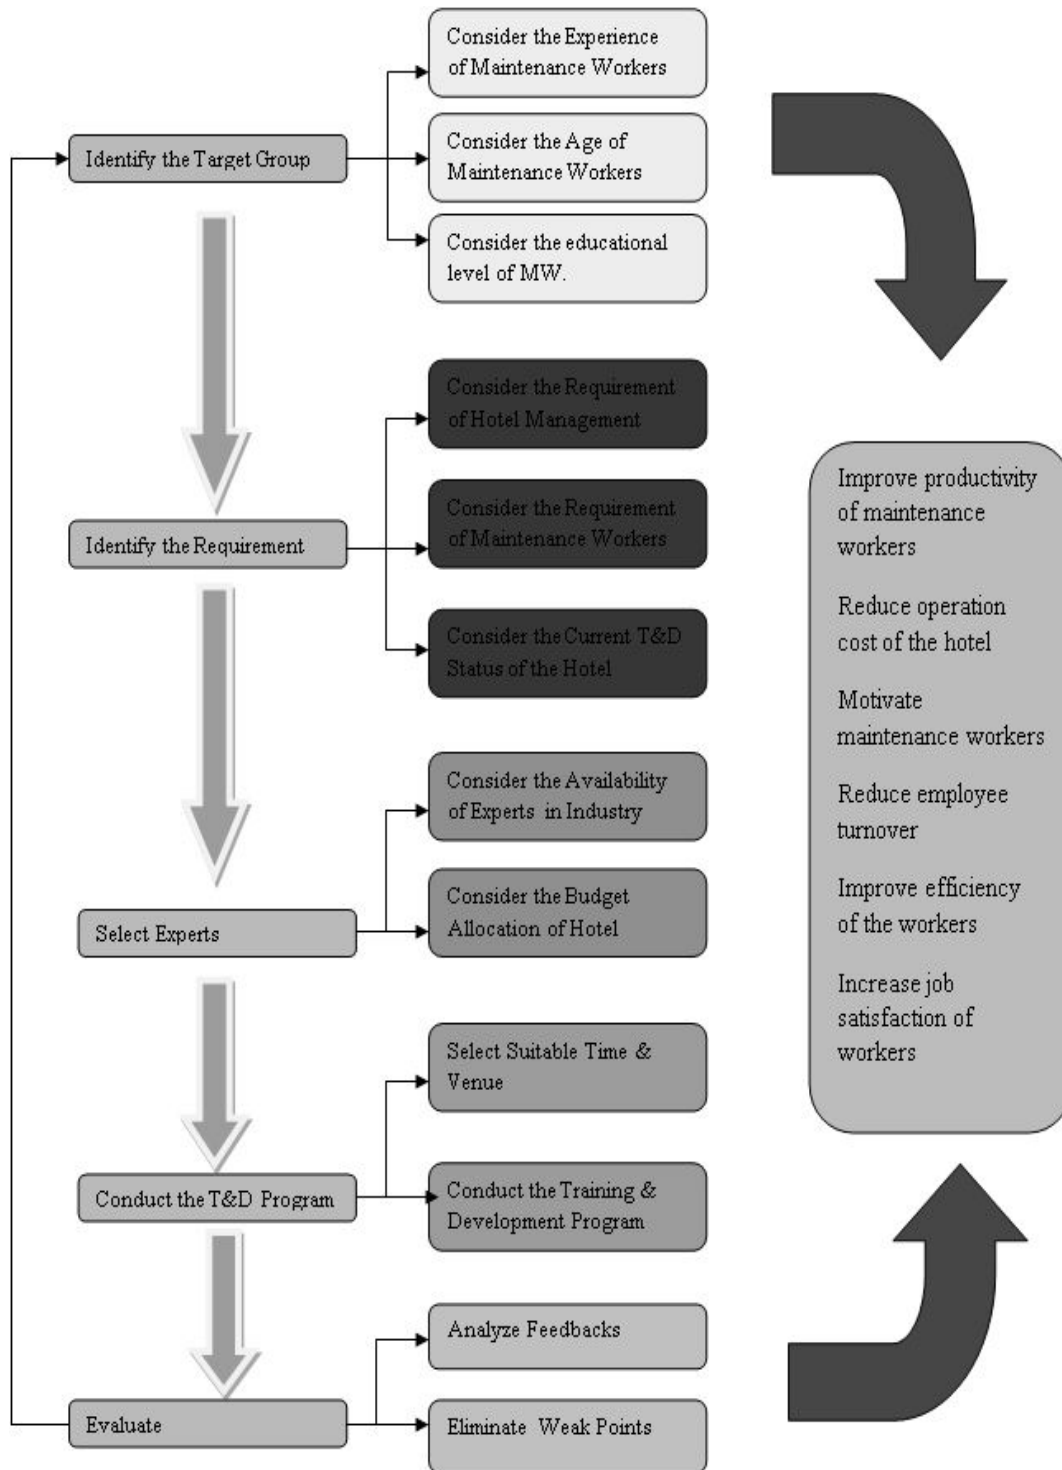 Identify the Target Group
Consider the Experience
of Maintenance Workers
Consider the Age of
Maintenance Workers
Consider the educational
level of MW.
Identify the Requirement
Consider the Requirement
of Hotel Management
Consider the Requirement
of Maintenance Workers
Consider the Current T&D
Status of the Hotel
Select Experts
Consider the Availability
of Experts in Industry
Consider the Budget
Allocation of Hotel
Conduct the T&D Program
Select Suitable Time &
Venue
Conduct the Training &
Development Program
Evaluate
Analyze Feedbacks
Eliminate Weak Points
Improve productivity
of maintenance
workers
Reduce operation
cost of the hotel
Motivate
maintenance workers
Reduce employee
turnover
Improve efficiency
of the workers
Increase job
satisfaction of
workers